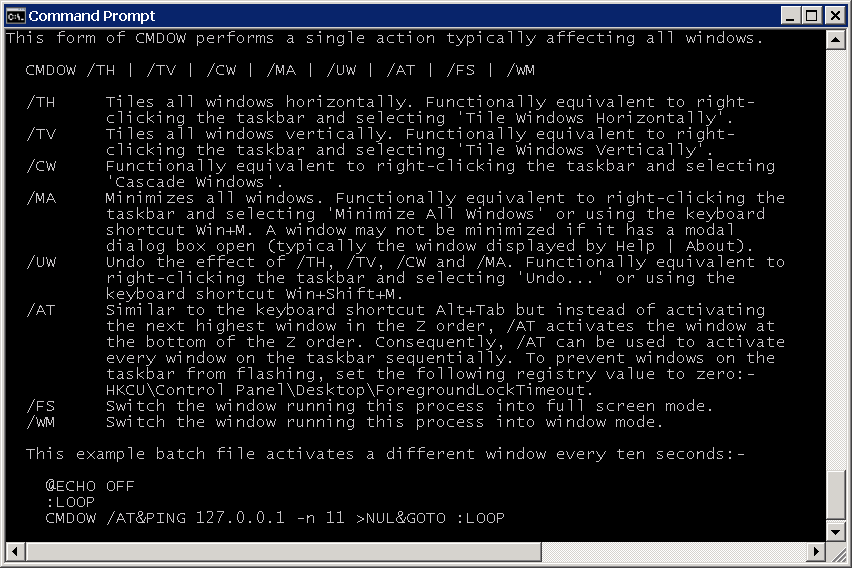 Command Prompt
This form of CMDOW performs a single action typically affecting all windows.
CMDOW /TH | /TV | /CW | /MA | /UW | /AT | /FS | /WM
/TH Tiles all windows horizontally. Functionally equivalent to right-
clicking the taskbar and selecting 'Tile Windows Horizontally'.
/TV Tiles all windows vertically. Functionally equivalent to right-
clicking the taskbar and selecting 'Tile Windows Vertically'.
/CW Functionally equivalent to right-clicking the taskbar and selecting
'Cascade Windows'.
/MA Minimizes all windows. Functionally equivalent to right-clicking the
taskbar and selecting 'Minimize All Windows' or using the keyboard
shortcut Win+M. A window may not be minimized if it has a modal
dialog box open (typically the window displayed by Help | About).
/UW Undo the effect of /TH, /TV, /CW and /MA. Functionally equivalent to
right-clicking the taskbar and selecting 'Undo...' or using the
keyboard shortcut Win+Shift+M.
/AT Similar to the keyboard shortcut Alt+Tab but instead of activating
the next highest window in the Z order, /AT activates the window at
the bottom of the Z order. Consequently, /AT can be used to activate
every window on the taskbar sequentially. To prevent windows on the
taskbar from flashing, set the following registry value to zero:-
HKCU\Control Panel\Desktop\ForegroundLockTimeout.
/FS Switch the window running this process into full screen mode.
/WM Switch the window running this process into window mode.
This example batch file activates a different window every ten seconds:-
@ECHO OFF
:LOOP
CMDOW /AT&PING 127.0.0.1 -n 11 >NUL&GOTO :LOOP